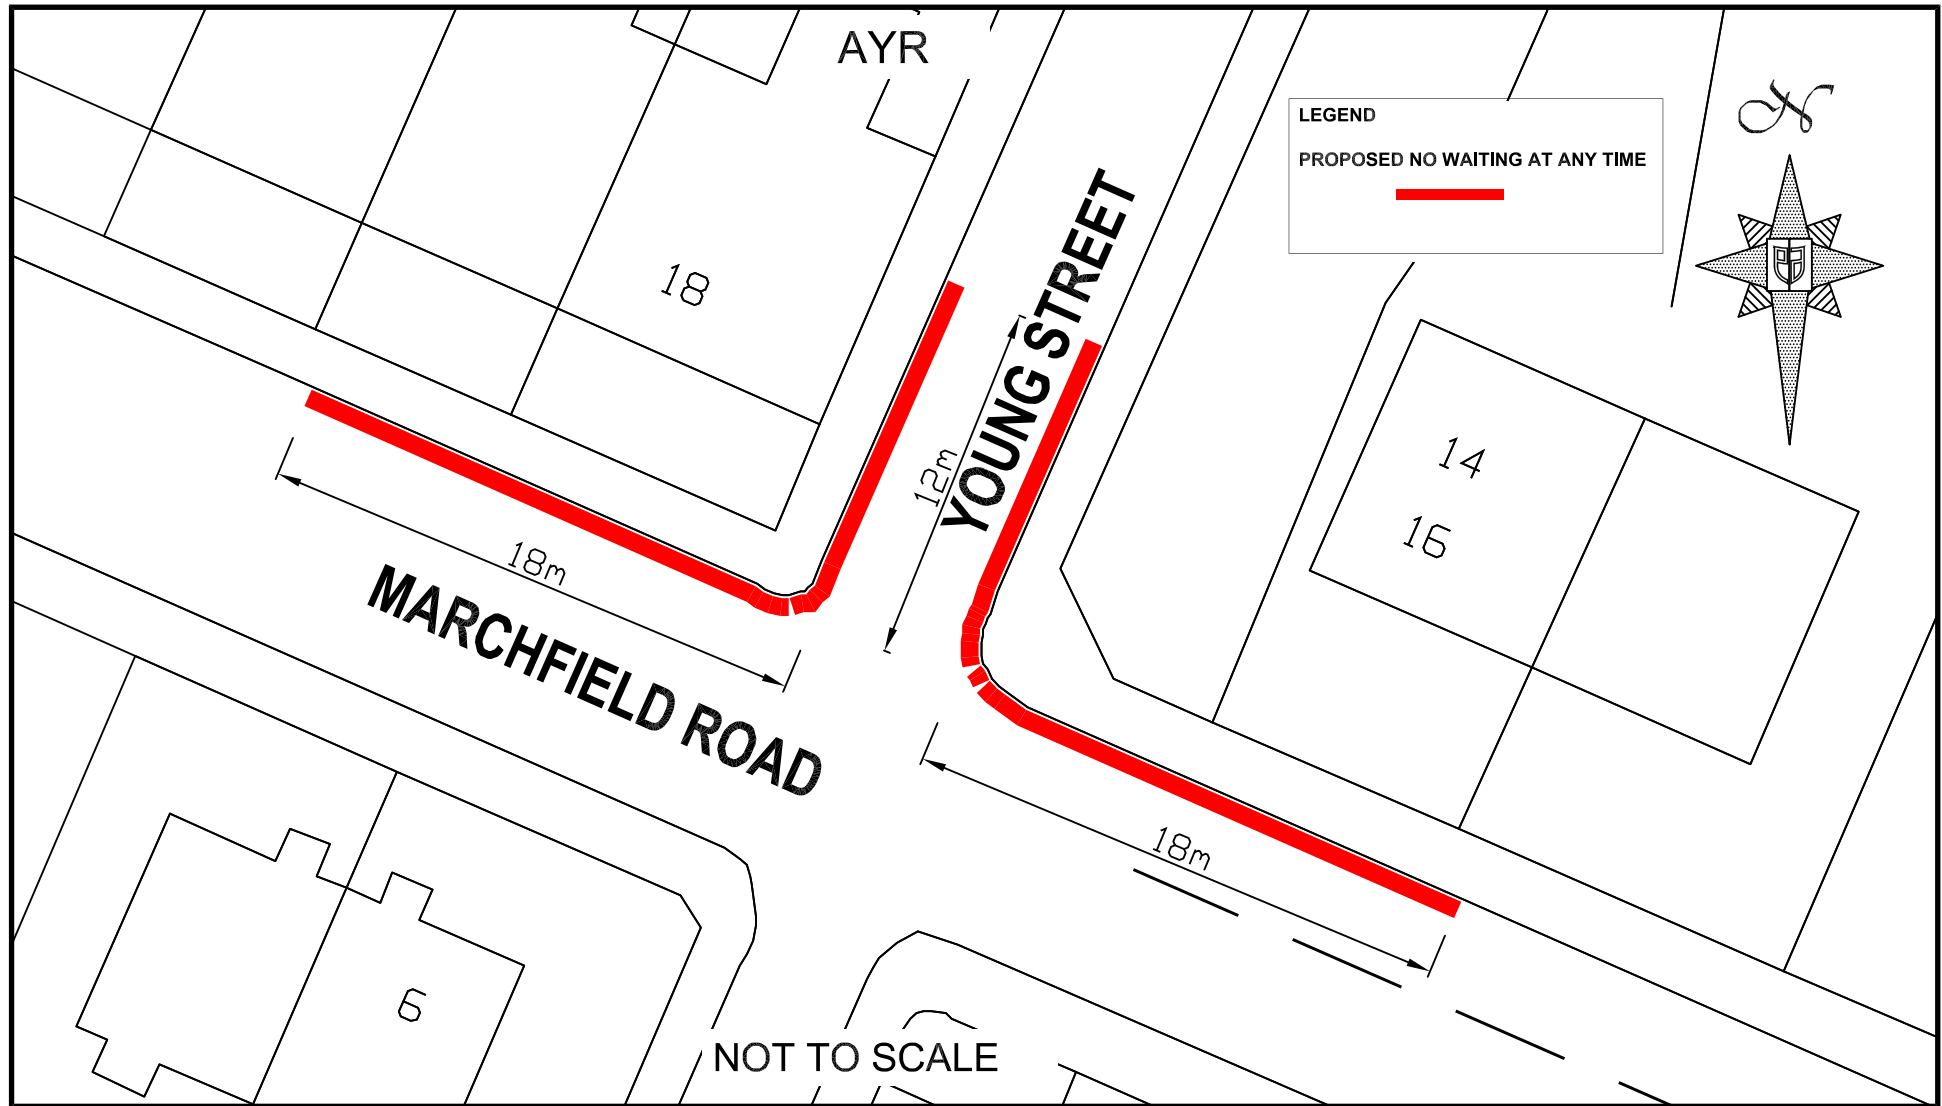 AYR
LEGEND
PROPOSED NO WAITING AT ANY TIME
N
18
YOUNG STREET
12m
14
16
18m
MARCHFIELD ROAD
18m
6
NOT TO SCALE